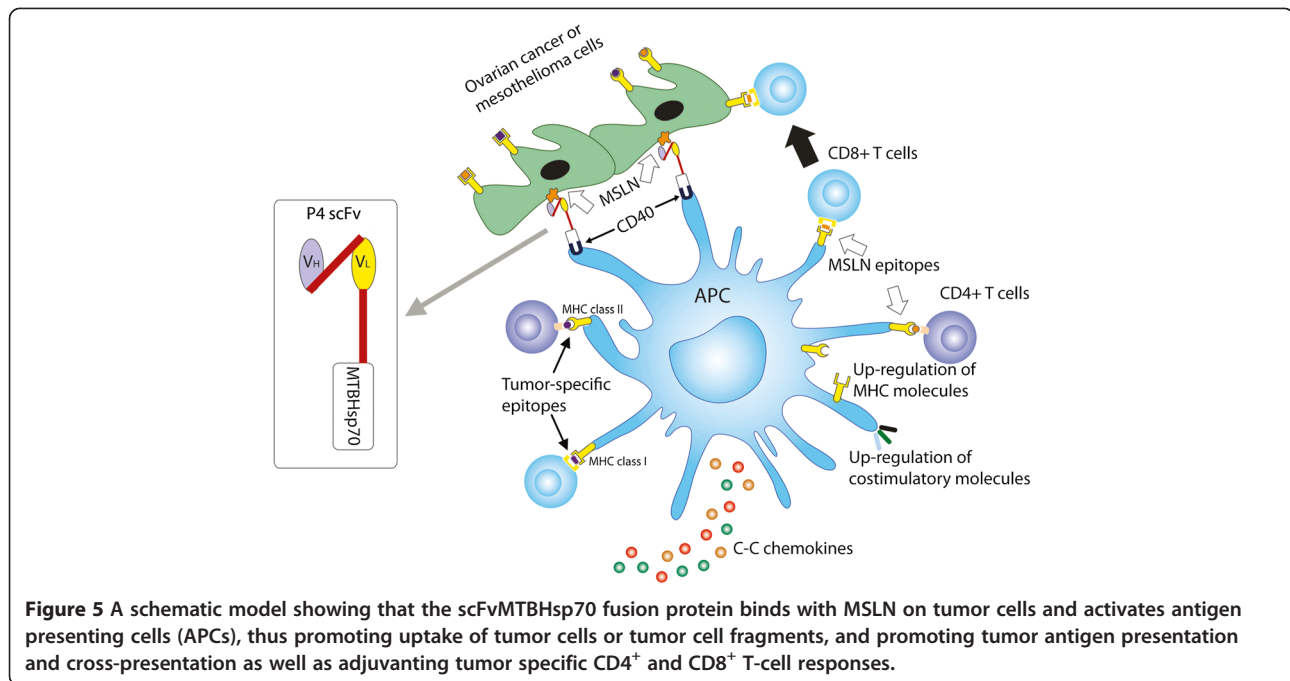 Ovarian cancer or
mesothelioma cells
P4 scFv
VH
VL
MTBHsp70
MSLN
CD40
CD8+ T cells
MSLN epitopes
APC
CD4+ T cells
MHC class II
Tumor-specific
epitopes
MHC class I
Up-regulation of
MHC molecules
Up-regulation of
costimulatory molecules
C-C chemokines
Figure 5 A schematic model showing that the scFvMTBHsp70 fusion protein binds with MSLN on tumor cells and activates antigen
presenting cells (APCs), thus promoting uptake of tumor cells or tumor cell fragments, and promoting tumor antigen presentation
and cross-presentation as well as adjuvanting tumor specific CD4+ and CD8+ T-cell responses.